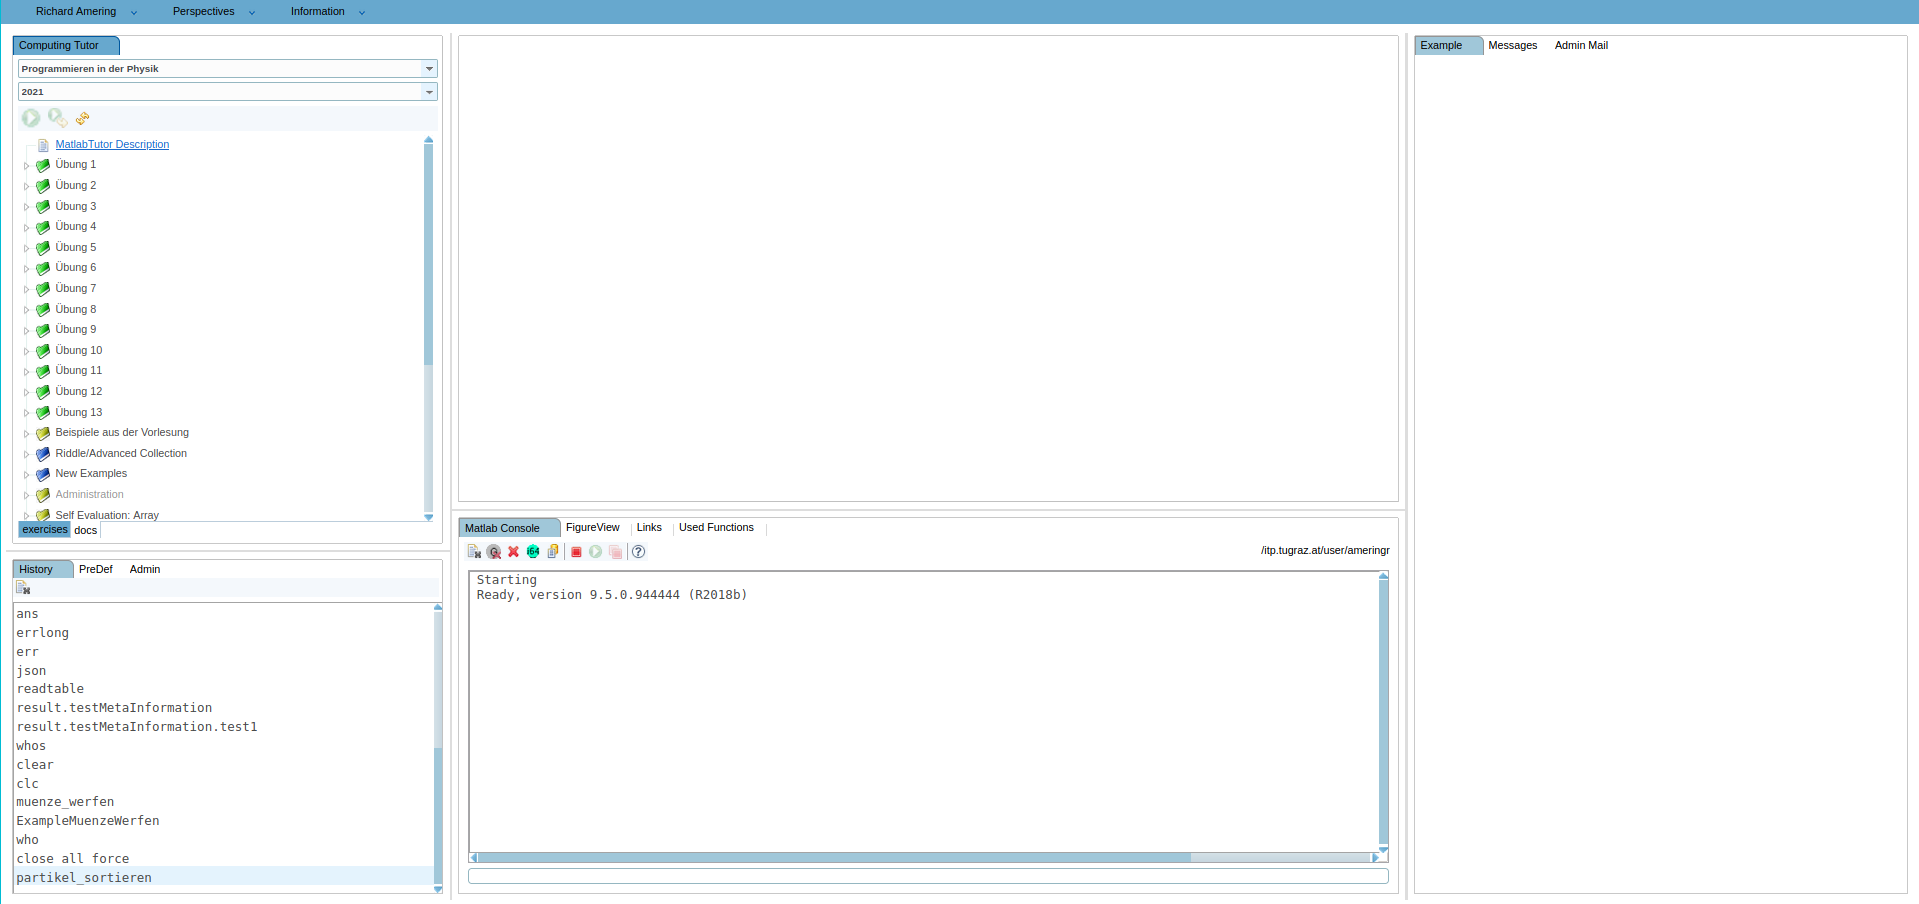 Richard Amering Perspectives Information
Computing Tutor
Programmieren in der Physik
2021
MatlabTutor Description
Übung 1
Übung 2
Übung 3
Übung 4
Übung 5
Übung 6
Übung 7
Übung 8
Übung 9
Übung 10
Übung 11
Übung 12
Übung 13
Beispiele aus der Vorlesung
Riddle/Advanced Collection
New Examples
Administration
Self Evaluation: Array
exercises docs
History PreDef Admin
ans
errlong
err
json
readtable
result.testMetaInformation
result.testMetaInformation.test1
whos
clear
clc
muenze_werfen
ExampleMuenzeWerfen
who
close all force
partikel_sortieren
Matlab Console FigureView Links Used Functions
i64
/itp.tugraz.at/user/ameringr
Starting
Ready, version 9.5.0.944444 (R2018b)
Example Messages Admin Mail